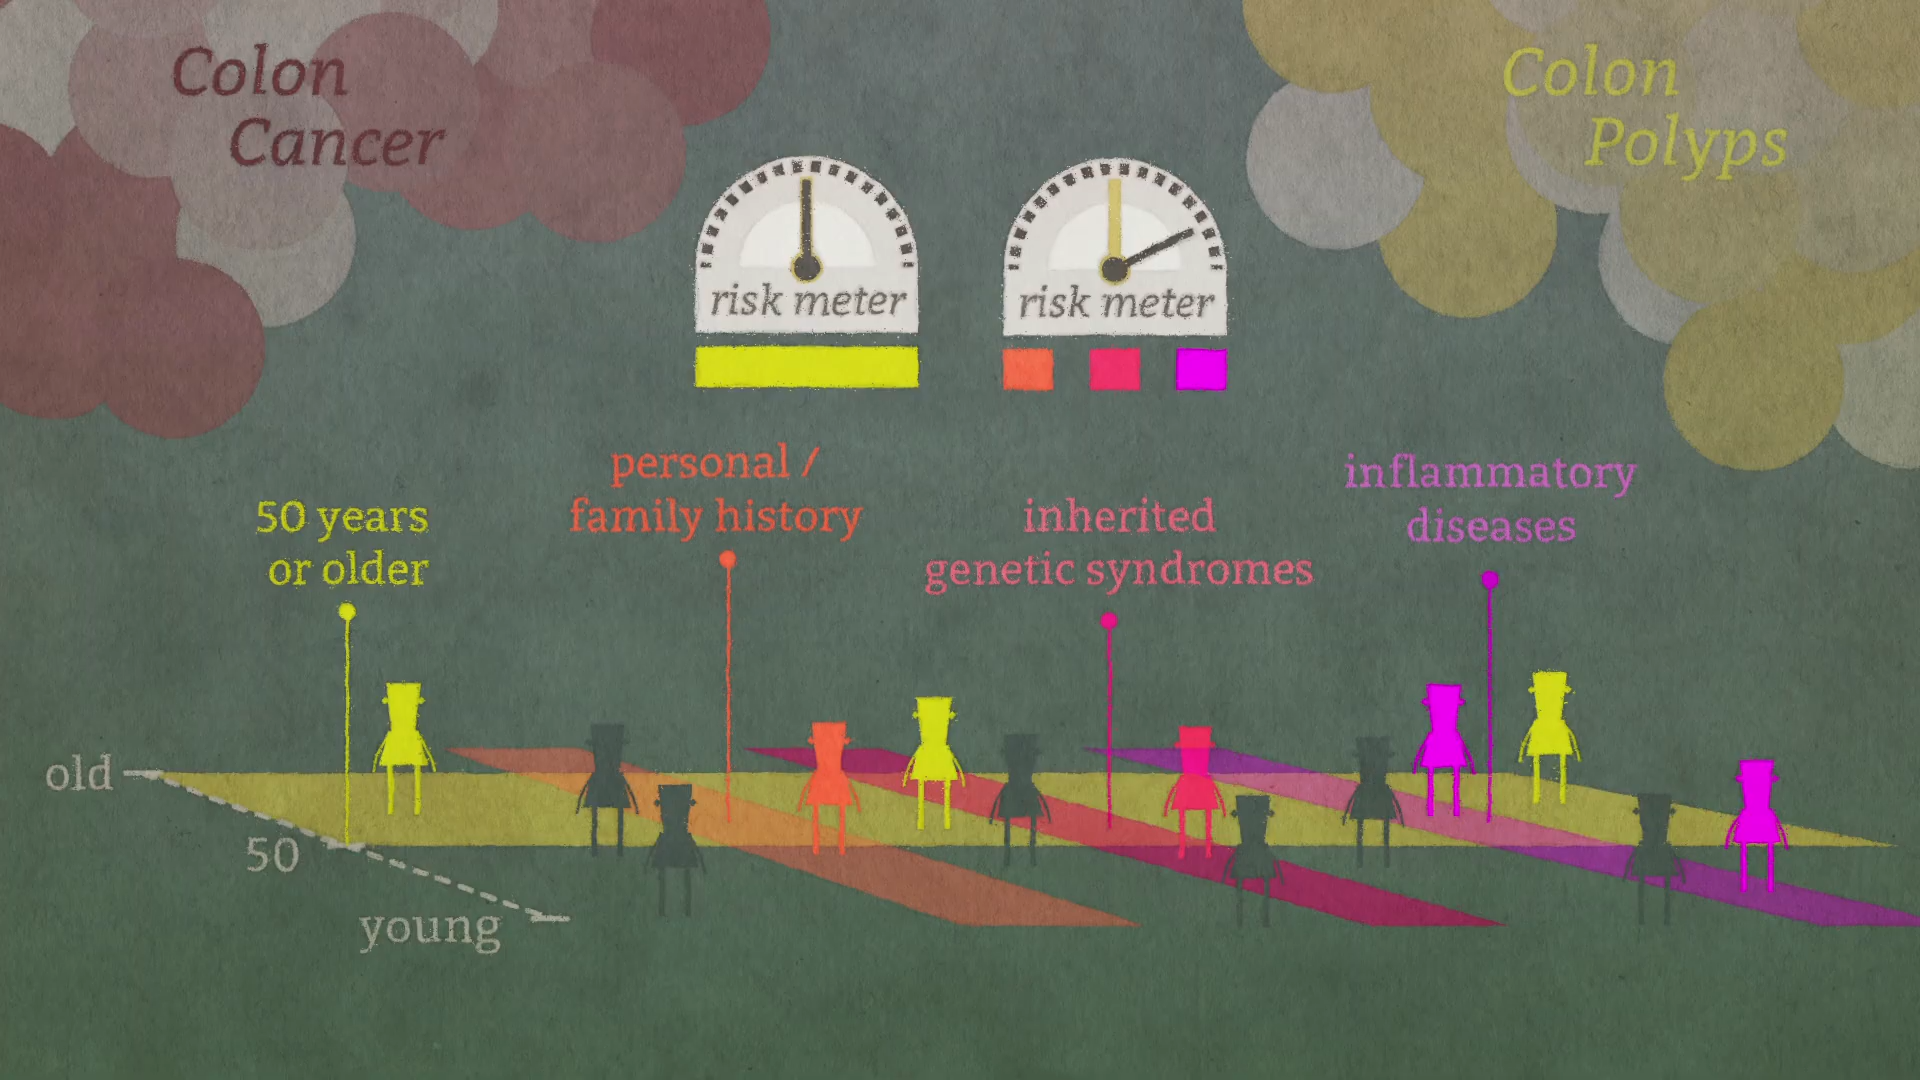 Colon
Cancer
Colon
Polyps
risk meter
risk meter
50 years
or older
personal /
family history
inherited
genetic syndromes
inflammatory
diseases
old
50
young